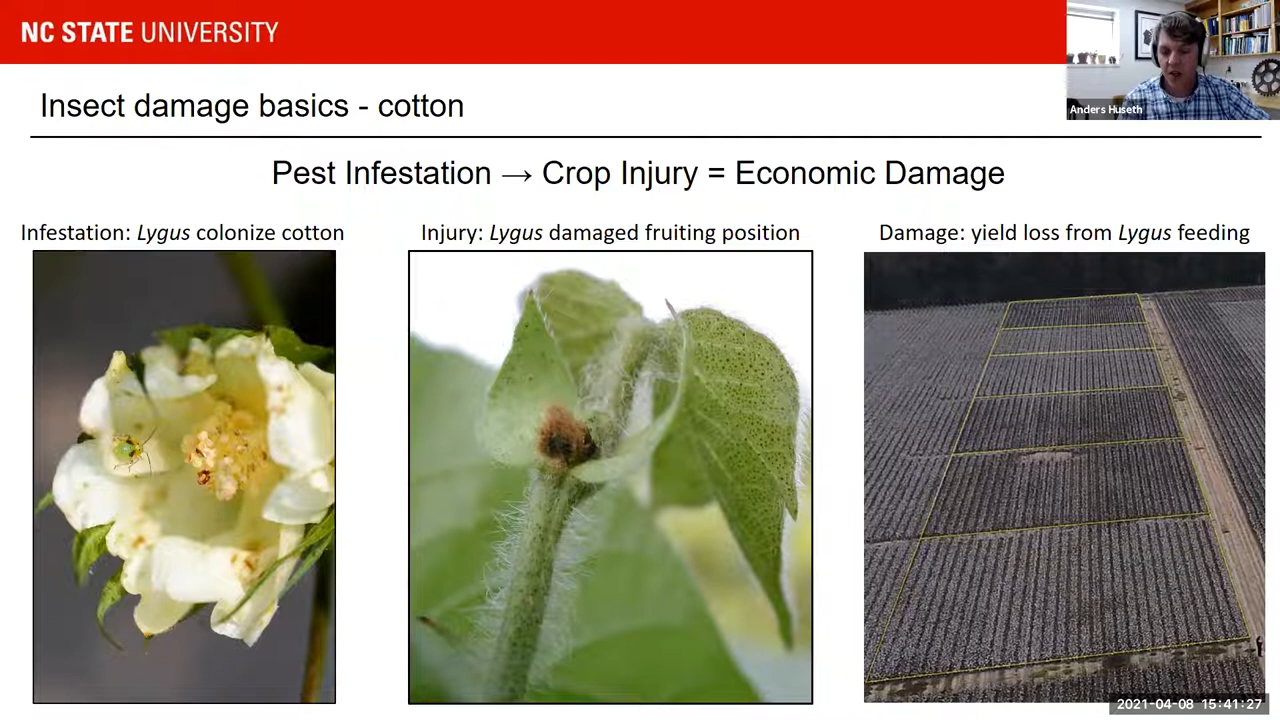 NC STATE UNIVERSITY
Anders Huseth
Insect damage basics - cotton
Pest Infestation → Crop Injury = Economic Damage
Infestation: Lygus colonize cotton
Injury: Lygus damaged fruiting position
Damage: yield loss from Lygus feeding
2021-04-08 15:41:27